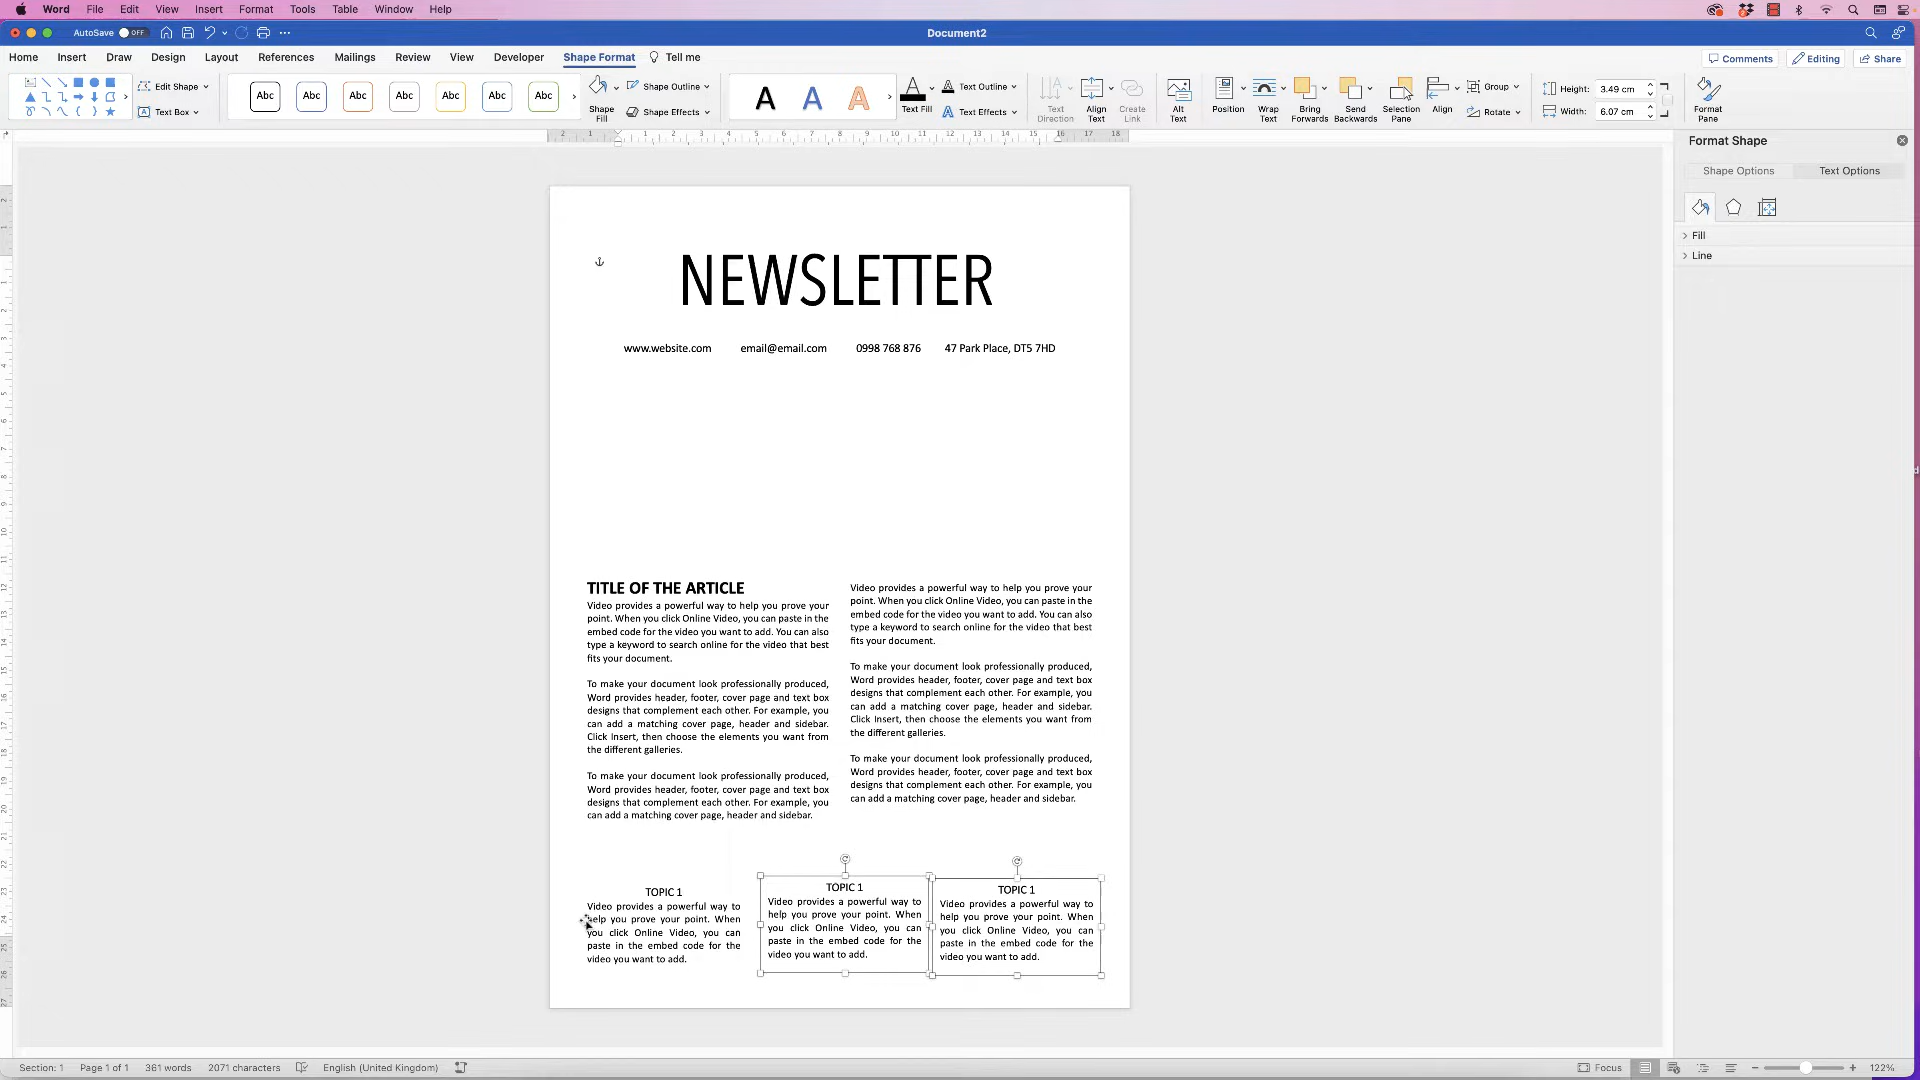 Word File Edit View Insert Format Tools Table Window Help
AutoSave OFF
Document2
Home Insert Draw Design Layout References Mailings Review View Developer Shape Format Tell me
Comments Editing Share
Edit Shape
Text Box
Abc Abc Abc Abc Abc Abc Abc
Shape Fill
Shape Outline
Shape Effects
A A A
Text Fill
Text Outline
Text Effects
Text Direction
Align Text
Create Link
Alt Text
Position
Wrap Text
Bring Forwards
Send Backwards
Selection Pane
Align
Group
Rotate
Height: 3.49 cm
Width: 6.07 cm
Format Pane
2 1 1 2 3 4 5 6 7 8 9 10 11 12 13 14 15 16 17 18
Format Shape
Shape Options Text Options
Fill
Line
NEWSLETTER
www.website.com email@email.com 0998 768 876 47 Park Place, DT5 7HD
TITLE OF THE ARTICLE
Video provides a powerful way to help you prove your
point. When you click Online Video, you can paste in the
embed code for the video you want to add. You can also
type a keyword to search online for the video that best
fits your document.
To make your document look professionally produced,
Word provides header, footer, cover page and text box
designs that complement each other. For example, you
can add a matching cover page, header and sidebar.
Click Insert, then choose the elements you want from
the different galleries.
To make your document look professionally produced,
Word provides header, footer, cover page and text box
designs that complement each other. For example, you
can add a matching cover page, header and sidebar.
Video provides a powerful way to help you prove your
point. When you click Online Video, you can paste in the
embed code for the video you want to add. You can also
type a keyword to search online for the video that best
fits your document.
To make your document look professionally produced,
Word provides header, footer, cover page and text box
designs that complement each other. For example, you
can add a matching cover page, header and sidebar.
Click Insert, then choose the elements you want from
the different galleries.
To make your document look professionally produced,
Word provides header, footer, cover page and text box
designs that complement each other. For example, you
can add a matching cover page, header and sidebar.
TOPIC 1
Video provides a powerful way to
help you prove your point. When
you click Online Video, you can
paste in the embed code for the
video you want to add.
TOPIC 1
Video provides a powerful way to
help you prove your point. When
you click Online Video, you can
paste in the embed code for the
video you want to add.
TOPIC 1
Video provides a powerful way to
help you prove your point. When
you click Online Video, you can
paste in the embed code for the
video you want to add.
Section: 1 Page 1 of 1 361 words 2071 characters English (United Kingdom)
Focus 122%